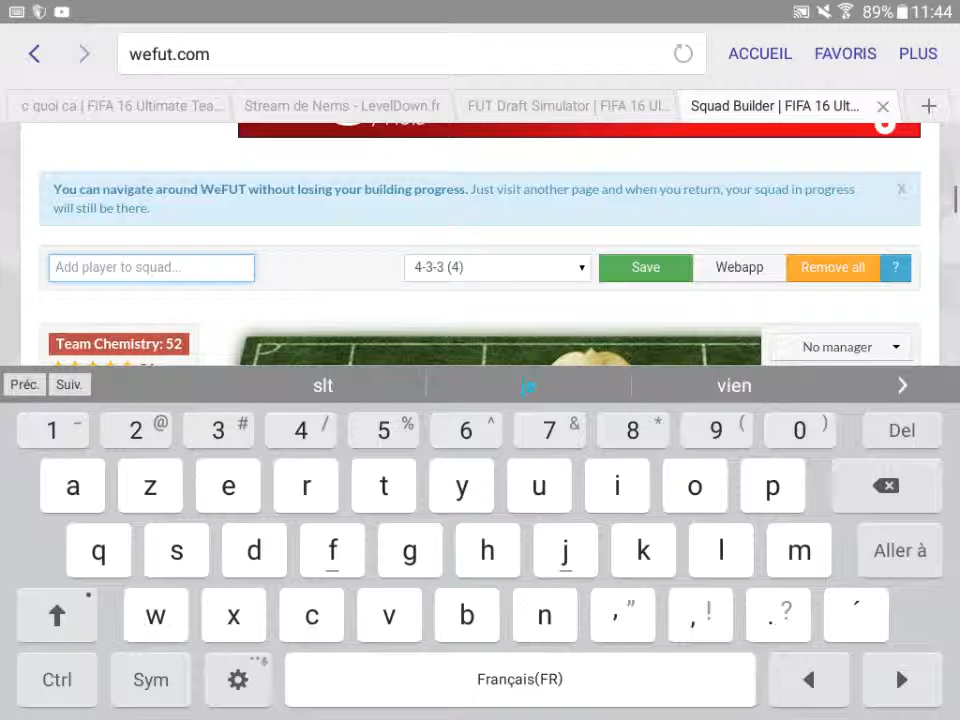 89% 11:44
wefut.com
ACCUEIL FAVORIS PLUS
c quoi ca | FIFA 16 Ultimate Tea... Stream de Nems - LevelDown.fr FUT Draft Simulator | FIFA 16 Ul... Squad Builder | FIFA 16 Ult...
You can navigate around WeFUT without losing your building progress. Just visit another page and when you return, your squad in progress
will still be there. x
Add player to squad... 4-3-3 (4) Save Webapp Remove all ?
Team Chemistry: 52 No manager
Préc. Suiv. slt je vien
1 - 2 @ 3 # 4 / 5 % 6 ^ 7 & 8 * 9 ( 0 ) Del
a z e r t y u i o p
q s d f g h j k l m Aller à
w x c v b n ' " , ! . ? ´
Ctrl Sym Français(FR)